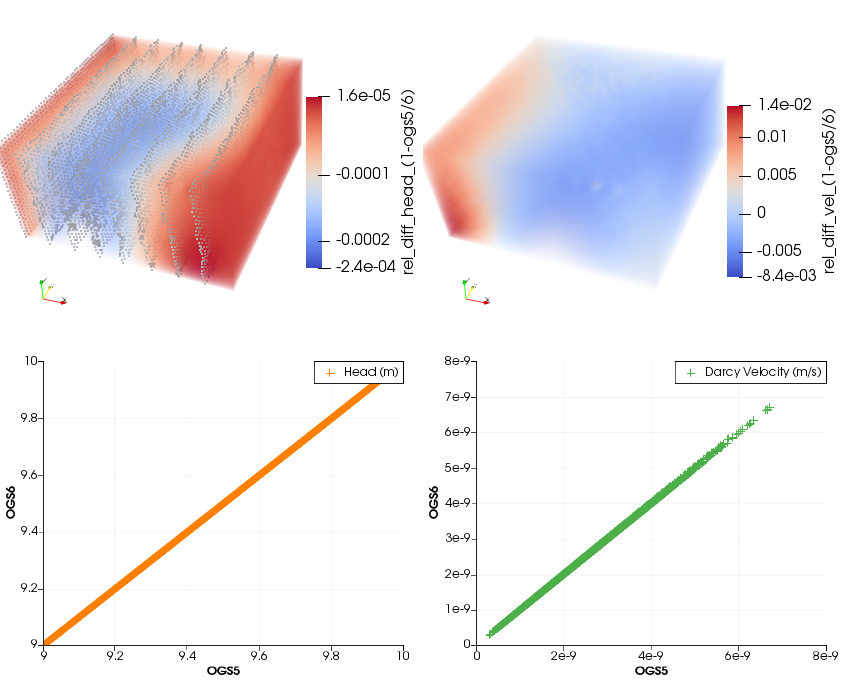 1.6e-05
-0.0001
-0.0002
-2.4e-04
rel_diff_head_(1-ogs5/6)
1.4e-02
0.01
0.005
0
-0.005
-8.4e-03
rel_diff_vel_(1-ogs5/6)
Head (m)
10
9.8
9.6
9.4
9.2
9
OGS6
9 9.2 9.4 9.6 9.8 10
OGS5
Darcy Velocity (m/s)
8e-9
7e-9
6e-9
5e-9
4e-9
3e-9
2e-9
1e-9
0
OGS6
0 2e-9 4e-9 6e-9 8e-9
OGS5